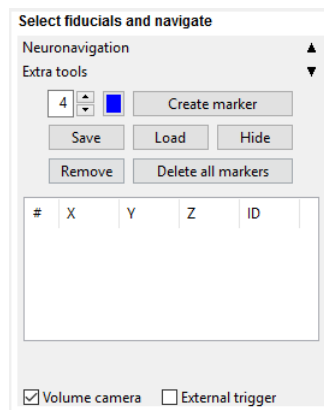 Select fiducials and navigate
Neuronavigation
Extra tools
4 Create marker
Save Load Hide
Remove Delete all markers
# X Y Z ID
Volume camera External trigger